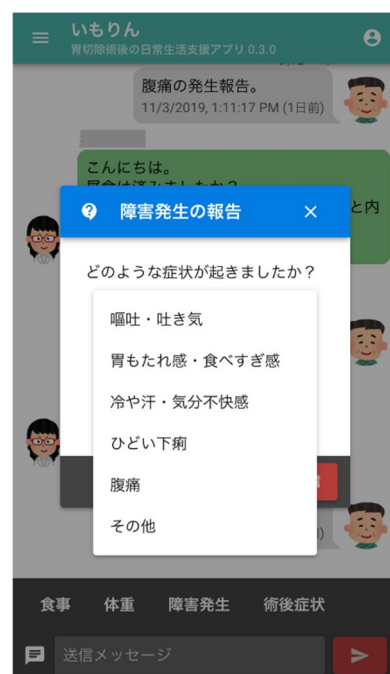 いもりん
胃切除術後の日常生活支援アプリ 0.3.0
腹痛の発生報告。
11/3/2019, 1:11:17 PM (1日前)
こんにちは。
障害発生の報告
と内
どのような症状が起きましたか？
嘔吐・吐き気
胃もたれ感・食べすぎ感
冷や汗・気分不快感
ひどい下痢
腹痛
その他
食事 体重 障害発生 術後症状
送信メッセージ